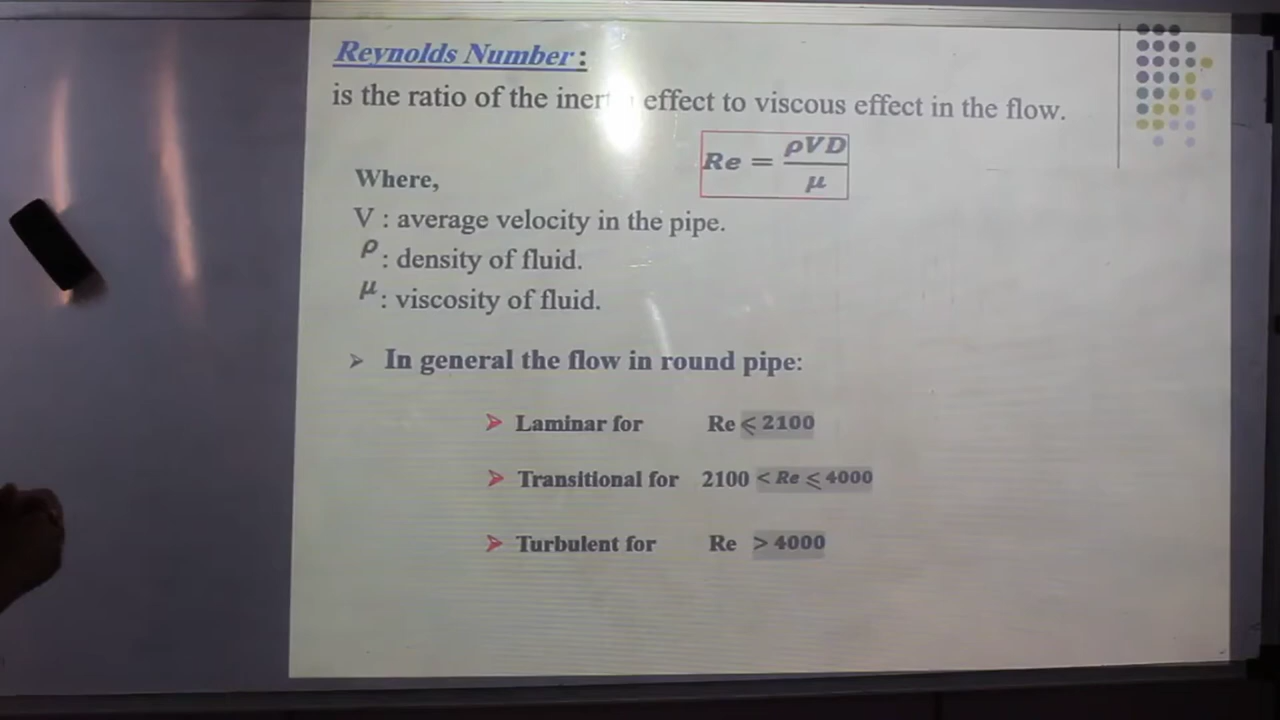 Reynolds Number :
is the ratio of the effect to viscous effect in the flow.
Re = ρVD / μ
Where,
V : average velocity in the pipe.
ρ : density of fluid.
μ : viscosity of fluid.
➢ In general the flow in round pipe:
➢ Laminar for Re ⩽ 2100
➢ Transitional for 2100 < Re ⩽ 4000
➢ Turbulent for Re > 4000